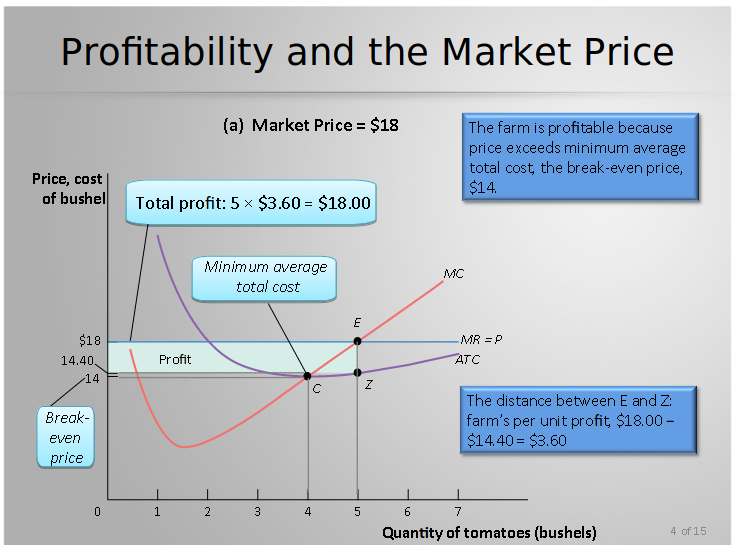 Profitability and the Market Price
(a) Market Price = $18
The farm is profitable because
price exceeds minimum average
total cost, the break-even price,
$14.
Price, cost
of bushel
Total profit: 5 × $3.60 = $18.00
Minimum average
total cost
MC
E
$18
MR = P
14.40
Profit
ATC
14
C
Z
The distance between E and Z:
farm's per unit profit, $18.00 –
$14.40 = $3.60
Break-
even
price
0 1 2 3 4 5 6 7
Quantity of tomatoes (bushels)
4 of 15